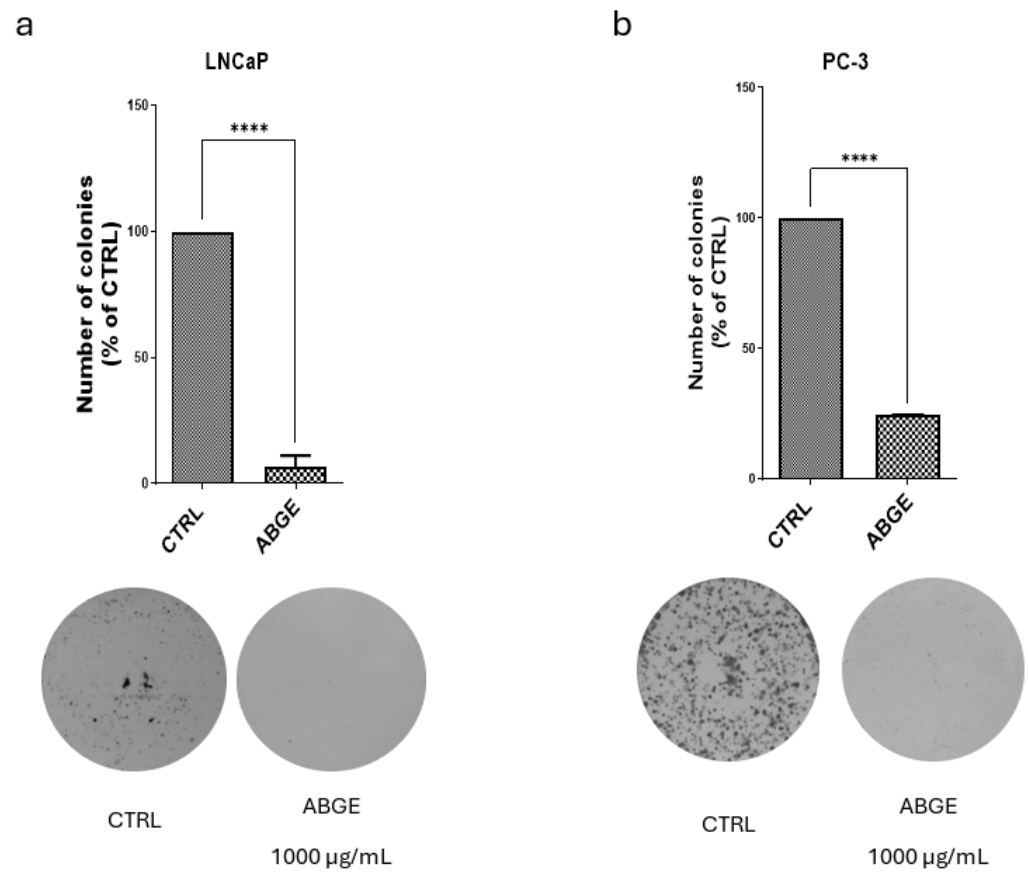 a
LNCaP
150
100
50
0
Number of colonies
(% of CTRL)
****
CTRL
ABGE
CTRL
ABGE
1000 µg/mL
b
PC-3
150
100
50
0
Number of colonies
(% of CTRL)
****
CTRL
ABGE
CTRL
ABGE
1000 µg/mL